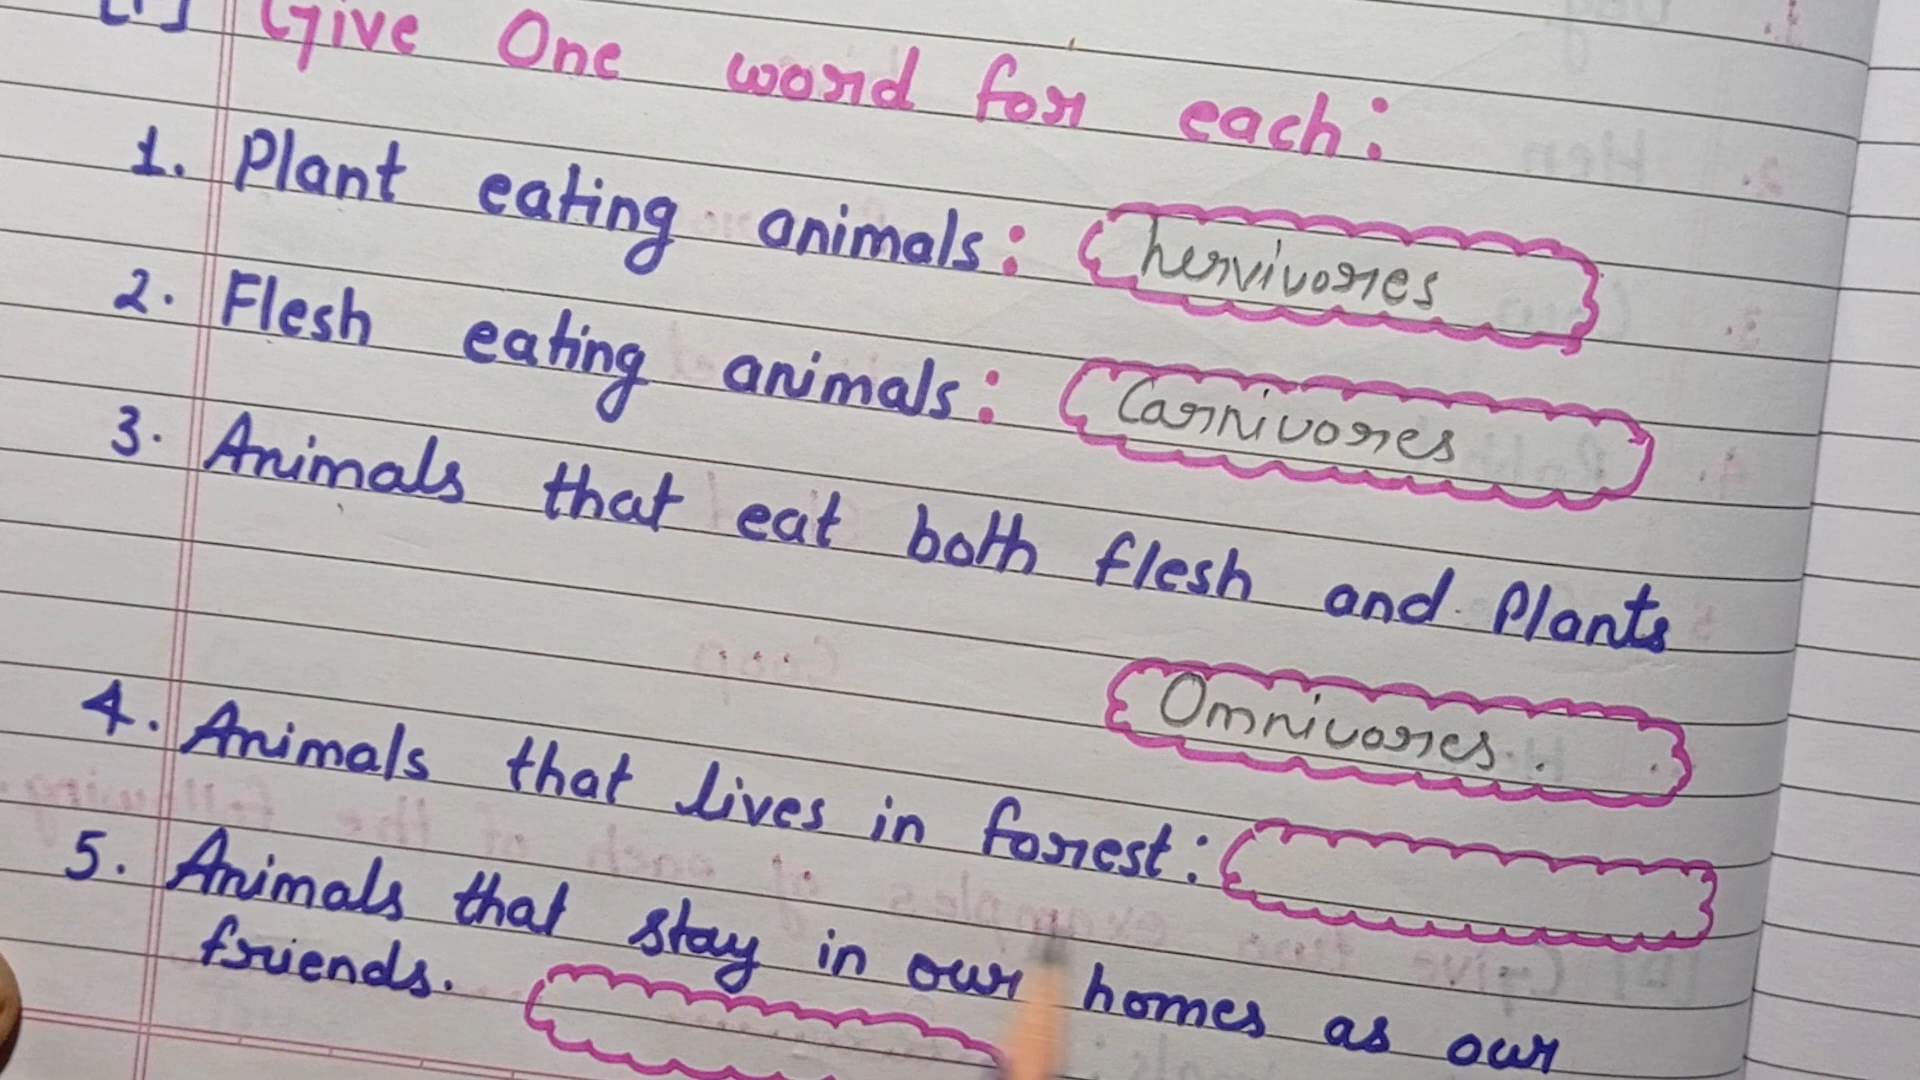 [1] Give One word for each:
1. Plant eating animals: hervivores
2. Flesh eating animals: Carnivores
3. Animals that eat both flesh and Plants
Omnivores.
4. Animals that lives in forest:
5. Animals that stay in our homes as our
friends.